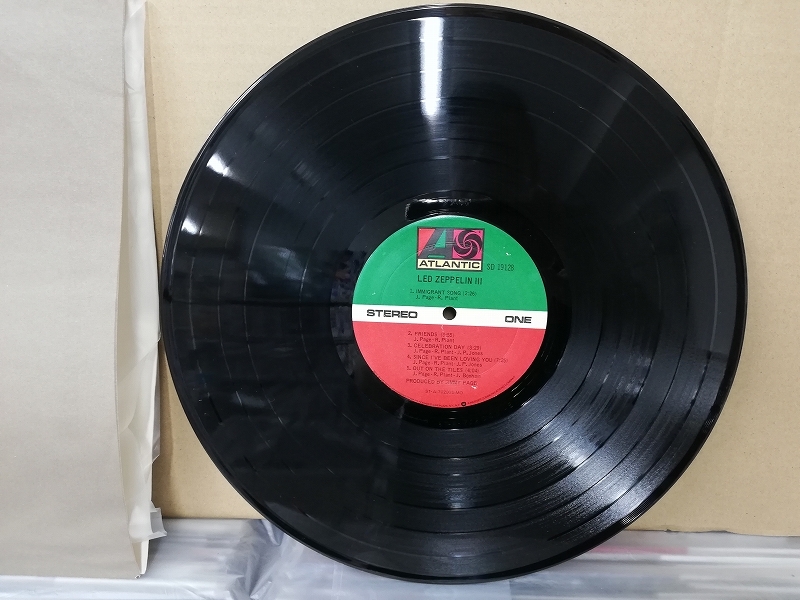 ATLANTIC
SD 19128
LED ZEPPELIN III
1. IMMIGRANT SONG (2:26)
J. Page-R. Plant
STEREO ONE
2. FRIENDS (3:55)
J. Page-R. Plant
3. CELEBRATION DAY (3:29)
J. Page-R. Plant-J. P. Jones
4. SINCE I'VE BEEN LOVING YOU (7:25)
J. Page-R. Plant-J. P. Jones
5. OUT ON THE TILES (4:04)
J. Page-R. Plant-J. Bonham
PRODUCED BY JIMMY PAGE